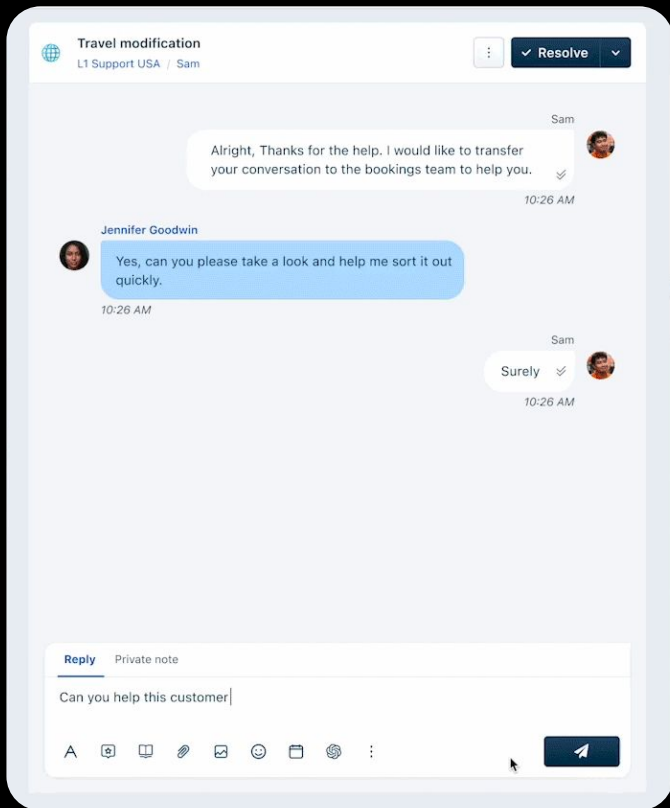 Travel modification
Resolve
L1 Support USA / Sam
Sam
Alright, Thanks for the help. I would like to transfer
your conversation to the bookings team to help you.
10:26 AM
Jennifer Goodwin
Yes, can you please take a look and help me sort it out
quickly.
10:26 AM
Sam
Surely
10:26 AM
Reply Private note
Can you help this customer